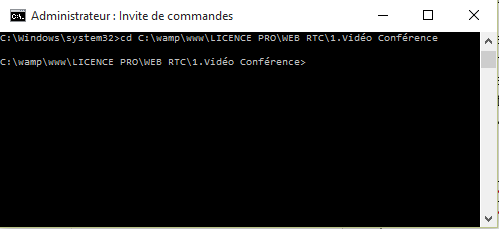 Administrateur : Invite de commandes
C:\Windows\system32>cd C:\wamp\www\LICENCE PRO\WEB RTC\1.Vidéo Conférence
C:\wamp\www\LICENCE PRO\WEB RTC\1.Vidéo Conférence>